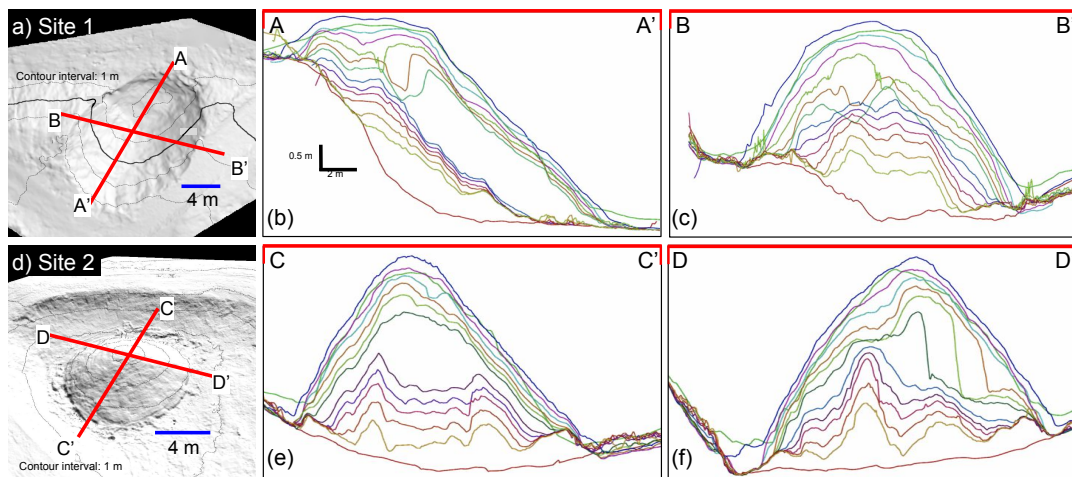 a) Site 1
Contour interval: 1 m
A
B
B'
A'
4 m
A
A'
0.5 m
2 m
(b)
B
B'
(c)
d) Site 2
C
D
D'
C'
4 m
Contour interval: 1 m
C
C'
(e)
D
D
(f)